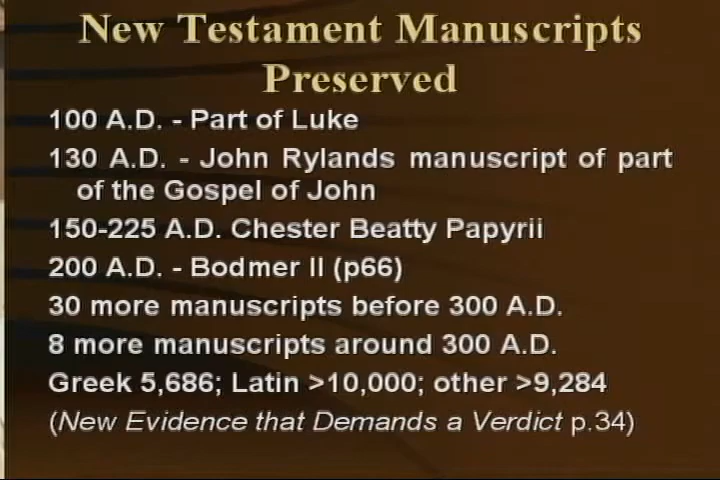 New Testament Manuscripts
Preserved
100 A.D. - Part of Luke
130 A.D. - John Rylands manuscript of part
of the Gospel of John
150-225 A.D. Chester Beatty Papyrii
200 A.D. - Bodmer II (p66)
30 more manuscripts before 300 A.D.
8 more manuscripts around 300 A.D.
Greek 5,686; Latin >10,000; other >9,284
(New Evidence that Demands a Verdict p.34)